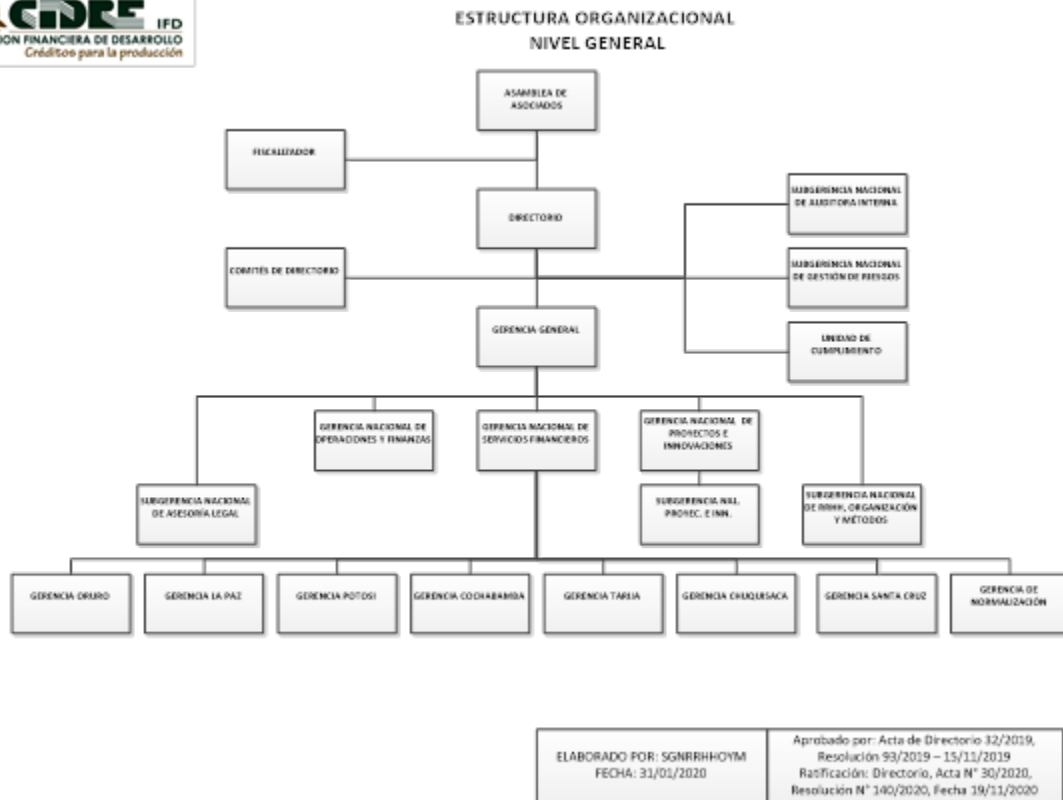 CIDRE IFD
ION FINANCIERA DE DESARROLLO
Créditos para la producción
ESTRUCTURA ORGANIZACIONAL
NIVEL GENERAL
ASAMBLEA DE
ASOCIADOS
FISCALIZADOR
SUBGERENCIA NACIONAL
DE AUDITORA INTERNA
DIRECTORIO
COMITÉS DE DIRECTORIO
SUBGERENCIA NACIONAL
DE GESTIÓN DE RIESGOS
GERENCIA GENERAL
UNIDAD DE
CUMPLIMIENTO
GERENCIA NACIONAL DE
OPERACIONES Y FINANZAS
GERENCIA NACIONAL DE
SERVICIOS FINANCIEROS
GERENCIA NACIONAL DE
PROYECTOS E
INNOVACIONES
SUBGERENCIA NACIONAL
DE ASESORÍA LEGAL
SUBGERENCIA NAL.
PROYEC. E INN.
SUBGERENCIA NACIONAL
DE RRHH, ORGANIZACIÓN
Y MÉTODOS
GERENCIA ORURO
GERENCIA LA PAZ
GERENCIA POTOSI
GERENCIA COCHABAMBA
GERENCIA TARIJA
GERENCIA CHUQUISACA
GERENCIA SANTA CRUZ
GERENCIA DE
NORMALIZACIÓN
ELABORADO POR: SGNRRHHOYM
FECHA: 31/01/2020
Aprobado por: Acta de Directorio 32/2019,
Resolución 93/2019 – 15/11/2019
Ratificación: Directorio, Acta N° 30/2020,
Resolución N° 140/2020, Fecha 19/11/2020